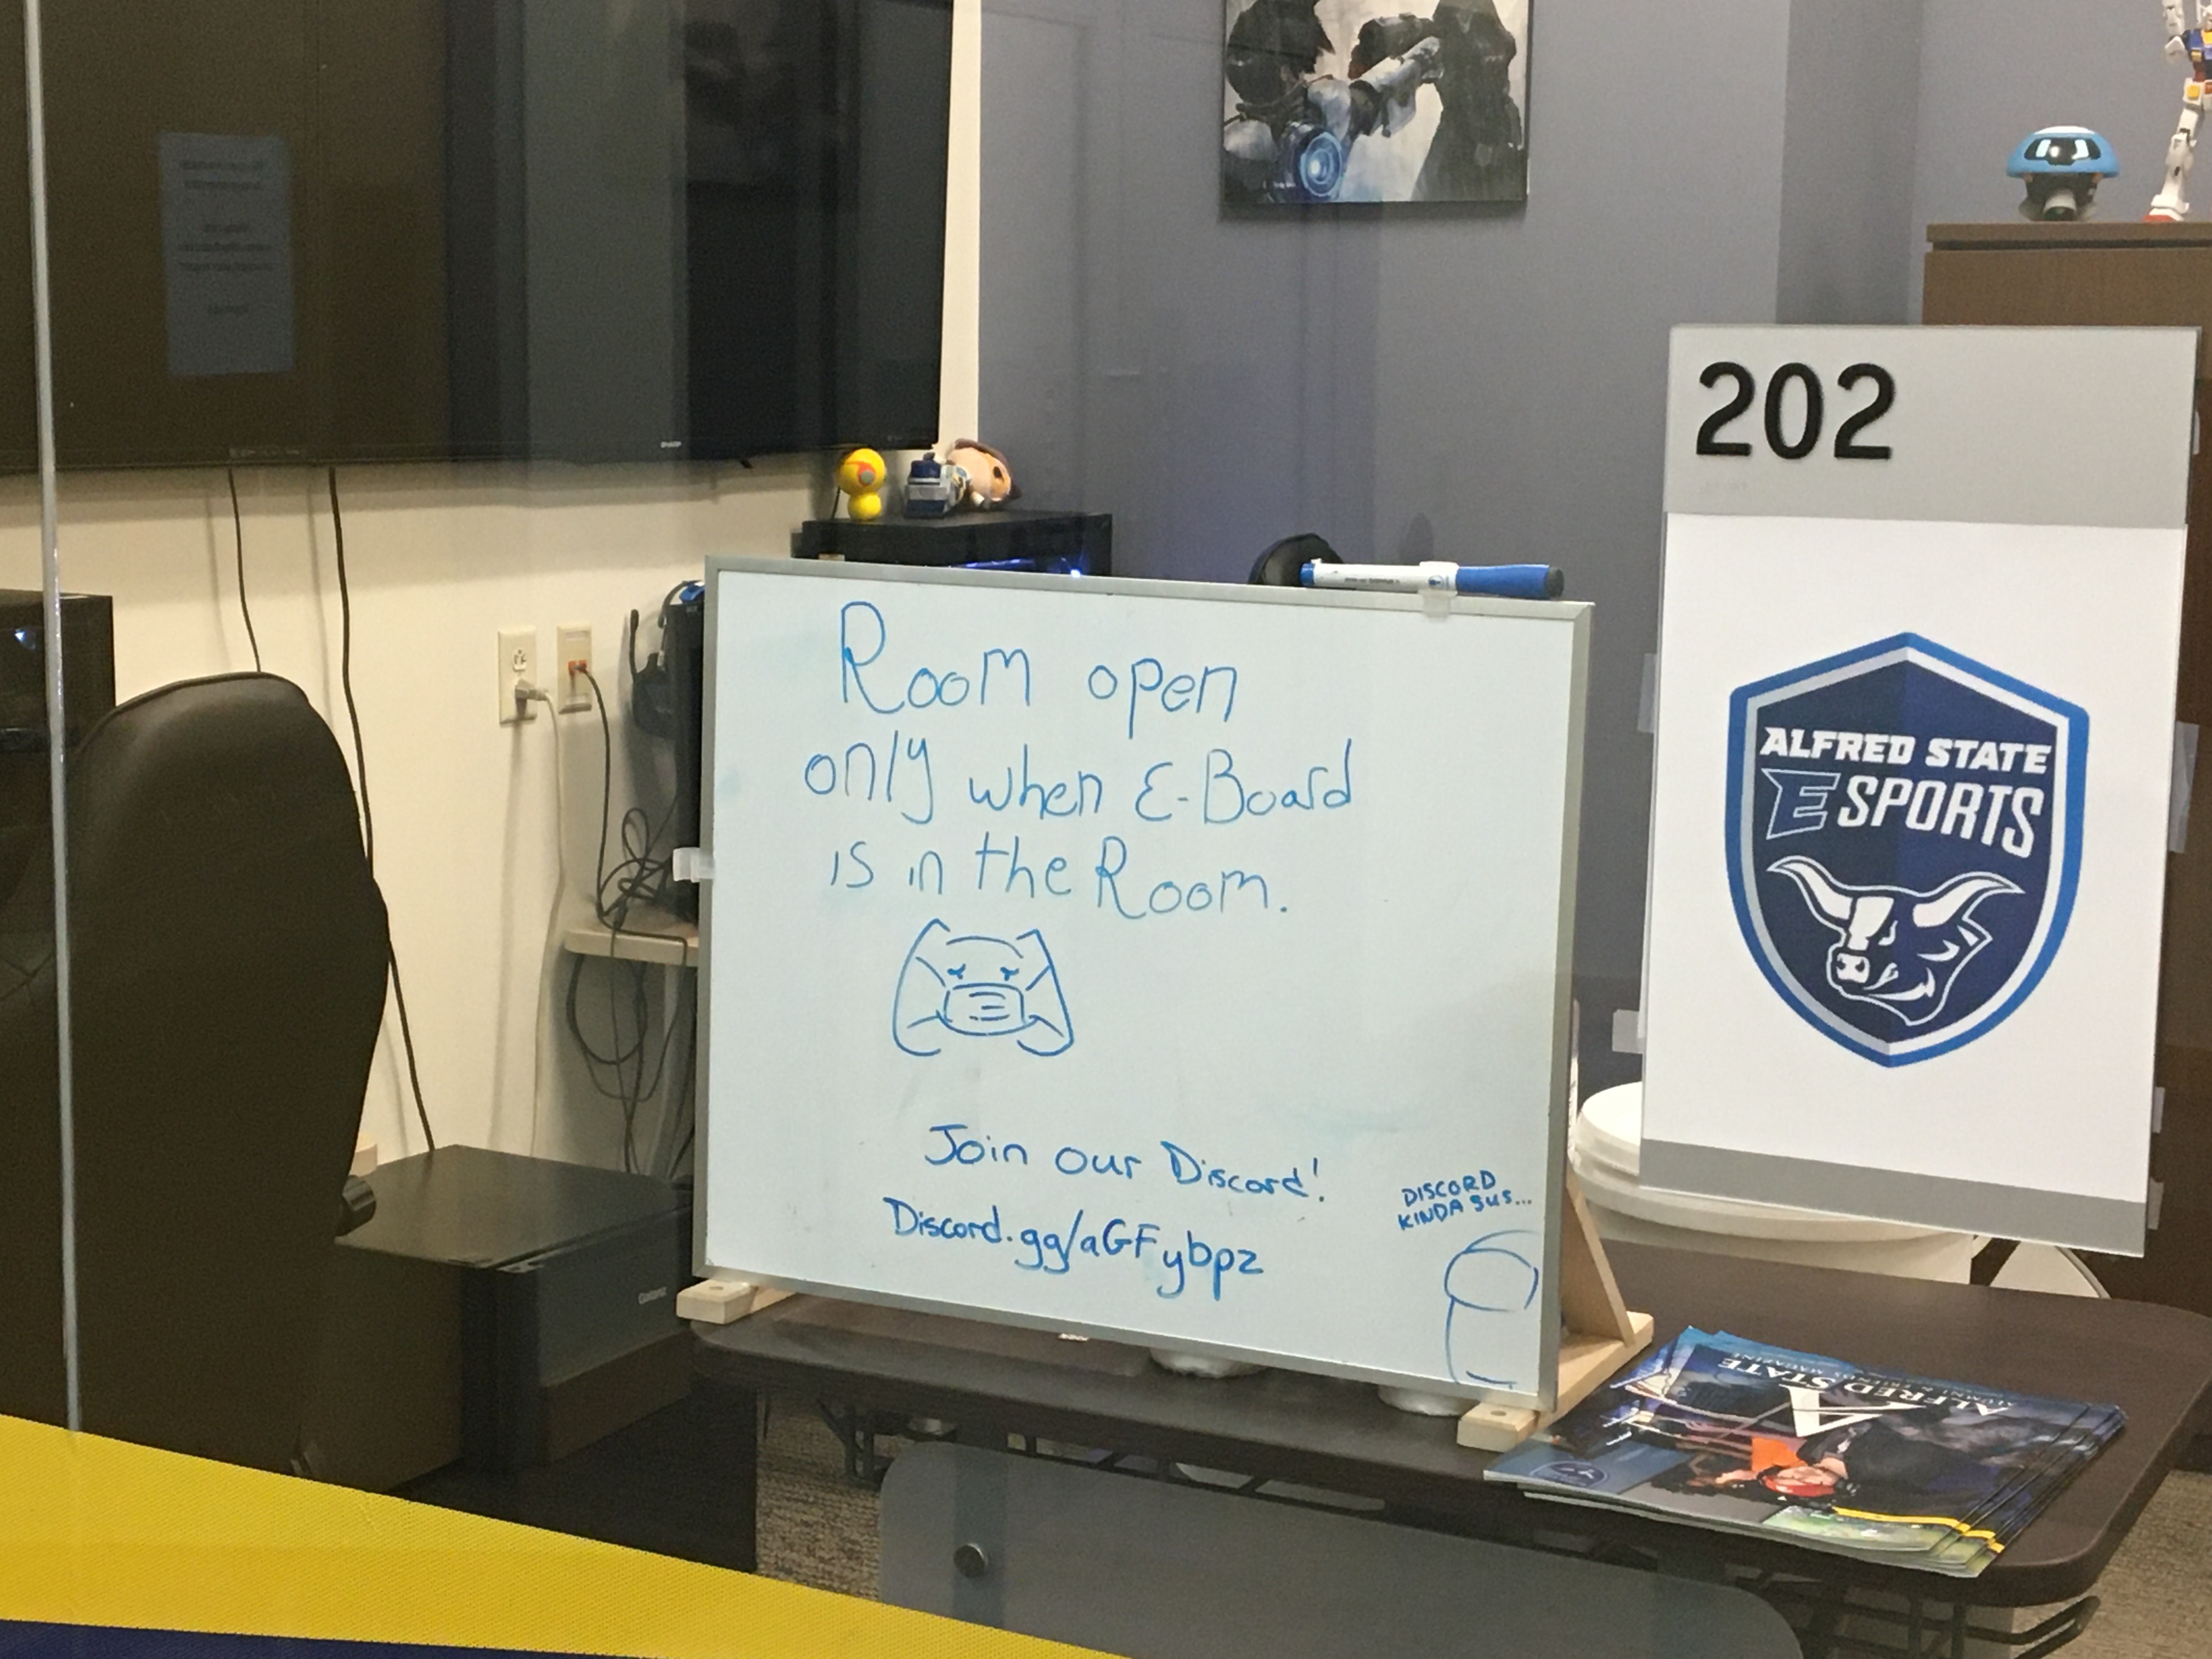 202
ALFRED STATE
ESPORTS
Room open
only when E-Board
is in the Room.
Join our Discord!
Discord.gg/aGFybpz
DISCORD
KINDA SUS...
SHARP
ALFRED STATE